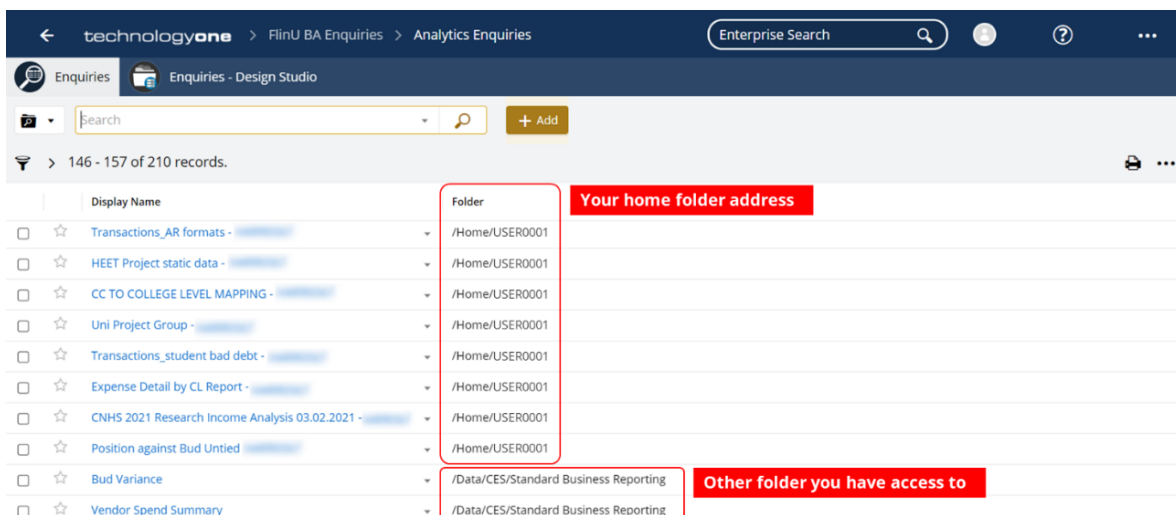 technologyone > FlinU BA Enquiries > Analytics Enquiries Enterprise Search
Enquiries Enquiries - Design Studio
Search + Add
146 - 157 of 210 records.
Display Name Folder Your home folder address
Transactions_AR formats - /Home/USER0001
HEET Project static data - /Home/USER0001
CC TO COLLEGE LEVEL MAPPING - /Home/USER0001
Uni Project Group - /Home/USER0001
Transactions_student bad debt - /Home/USER0001
Expense Detail by CL Report - /Home/USER0001
CNHS 2021 Research Income Analysis 03.02.2021 - /Home/USER0001
Position against Bud Untied /Home/USER0001
Bud Variance /Data/CES/Standard Business Reporting Other folder you have access to
Vendor Spend Summary /Data/CES/Standard Business Reporting